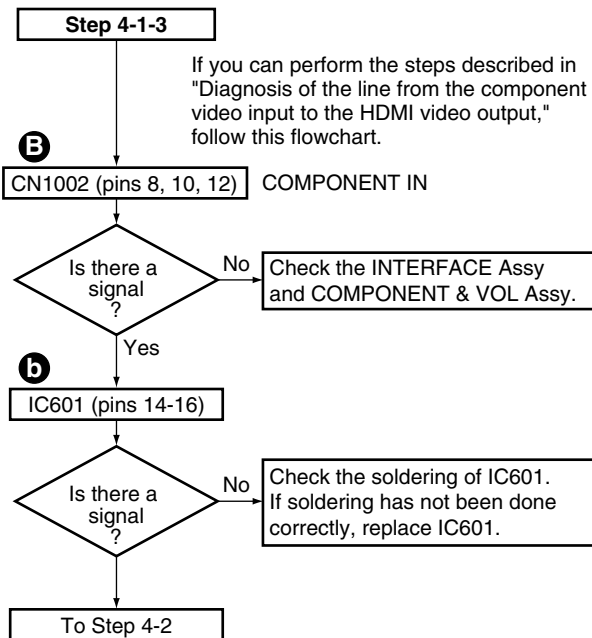 Step 4-1-3
If you can perform the steps described in
"Diagnosis of the line from the component
video input to the HDMI video output,"
follow this flowchart.
B
CN1002 (pins 8, 10, 12) COMPONENT IN
Is there a
signal
?
No
Check the INTERFACE Assy
and COMPONENT & VOL Assy.
Yes
b
IC601 (pins 14-16)
Is there a
signal
?
No
Check the soldering of IC601.
If soldering has not been done
correctly, replace IC601.
To Step 4-2